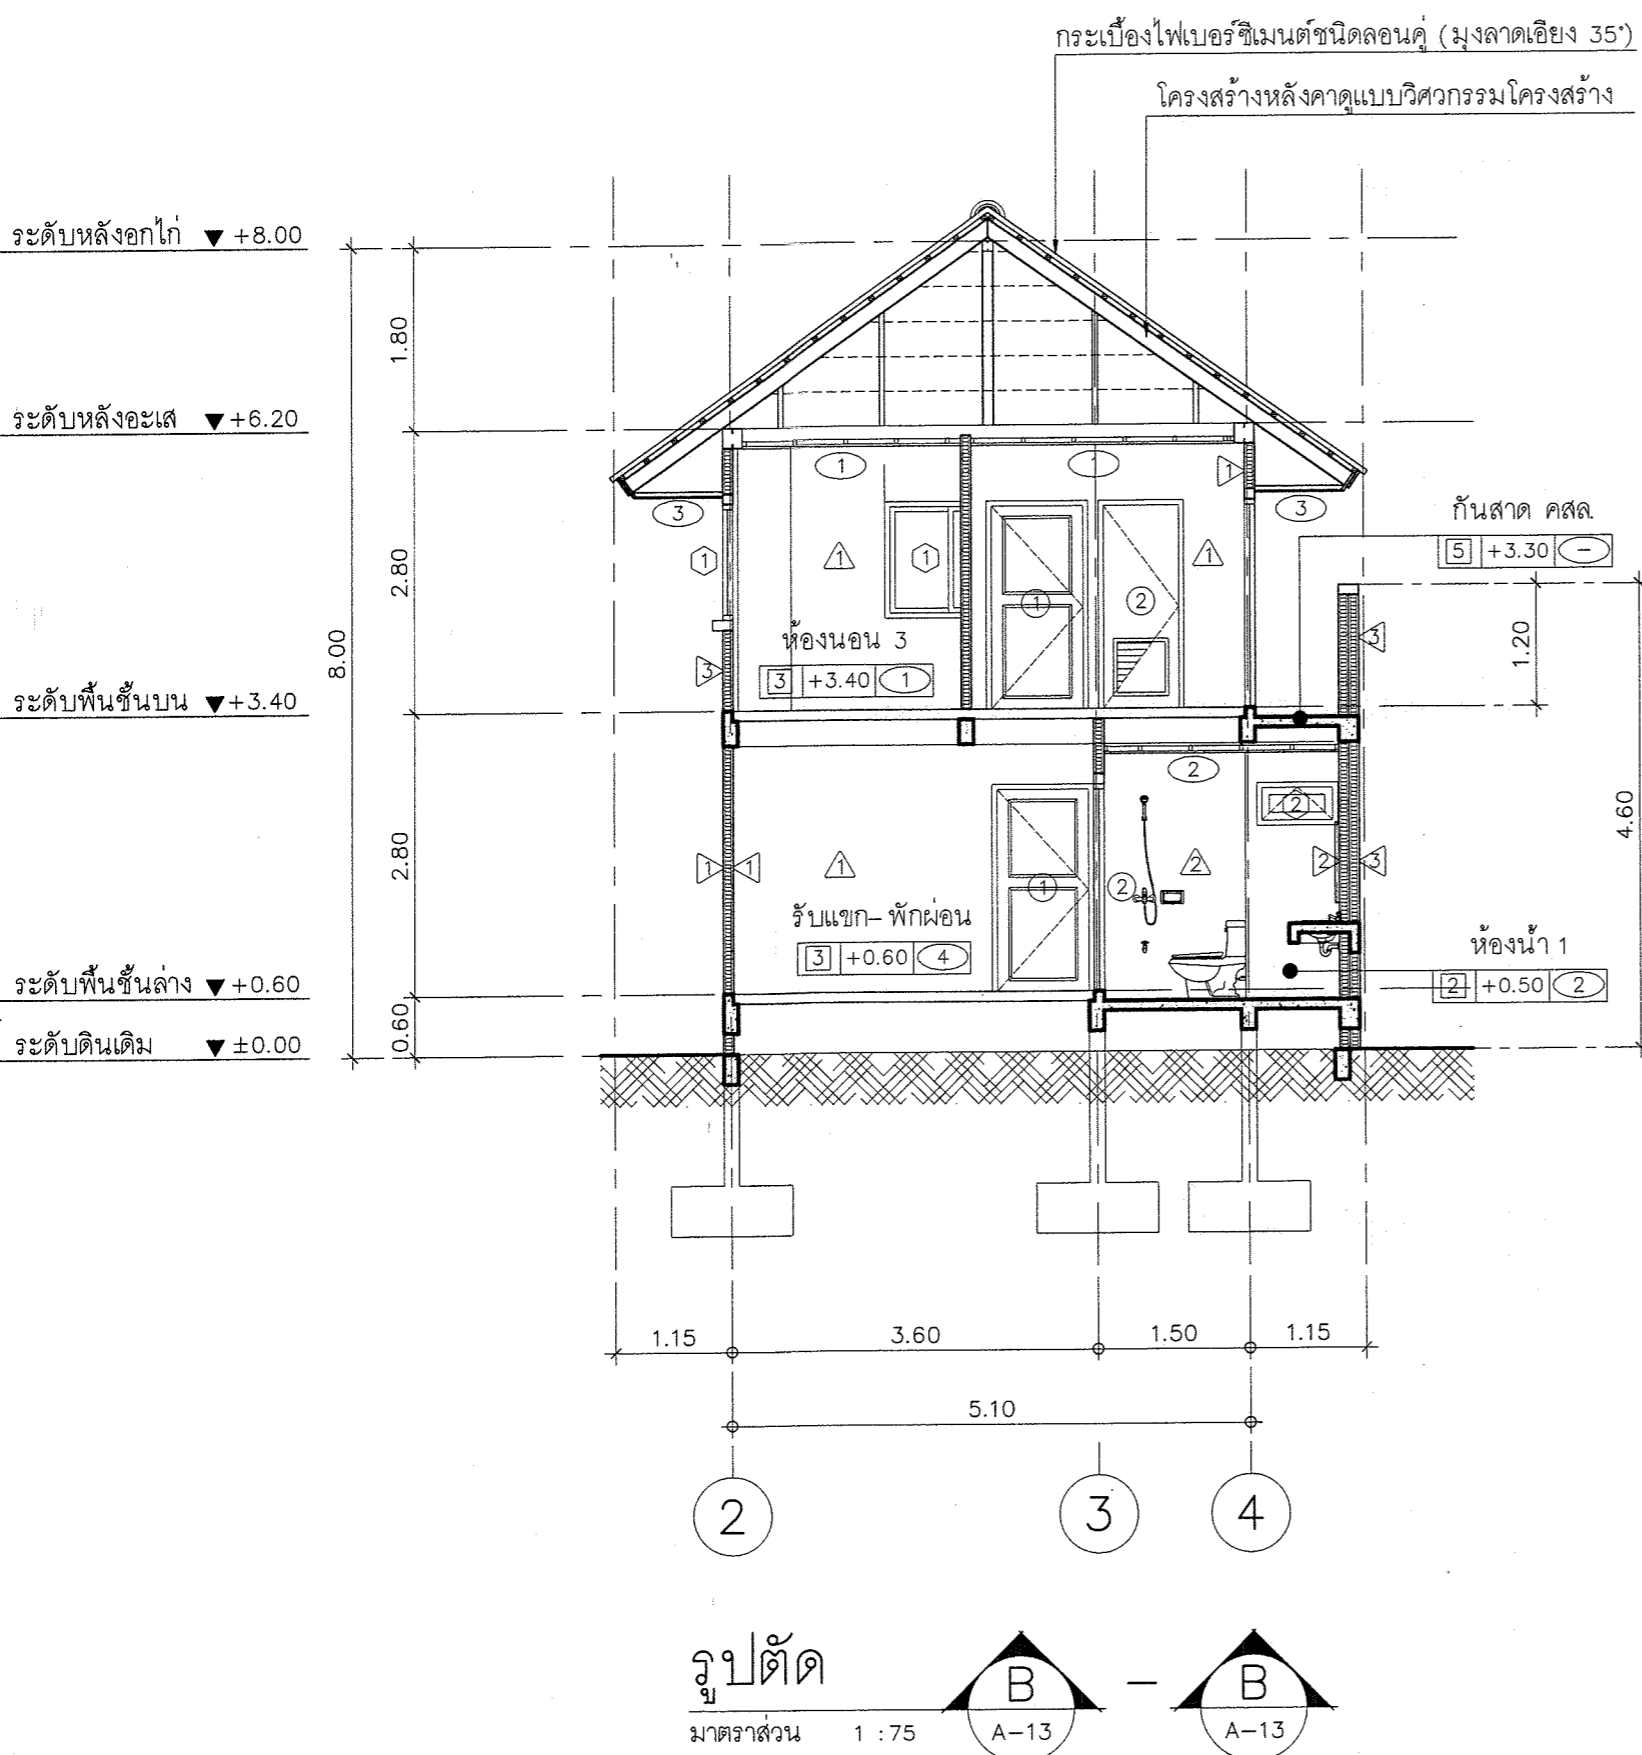 กระเบื้องไฟเบอร์ซีเมนต์ชนิดลอนคู่ (มุงลาดเอียง 35°)
โครงสร้างหลังคาดูแบบวิศวกรรมโครงสร้าง
ระดับหลังอกไก่ ▼ +8.00
1.80
ระดับหลังอะเส ▼ +6.20
1 1 1
3 3
กันสาด คสล.
5 +3.30 –
1 1 1 1
2.80
1 2
8.00
ห้องนอน 3
3 +3.40 1
3
3
1.20
ระดับพื้นชั้นบน ▼ +3.40
2
2
4.60
2.80
1 1 1 2 2 3
1 2
รับแขก-พักผ่อน
3 +0.60 4
ห้องน้ำ 1
2 +0.50 2
ระดับพื้นชั้นล่าง ▼ +0.60
0.60
ระดับดินเดิม ▼ ±0.00
1.15 3.60 1.50 1.15
5.10
2 3 4
รูปตัด B – B
มาตราส่วน 1 : 75 A-13 A-13